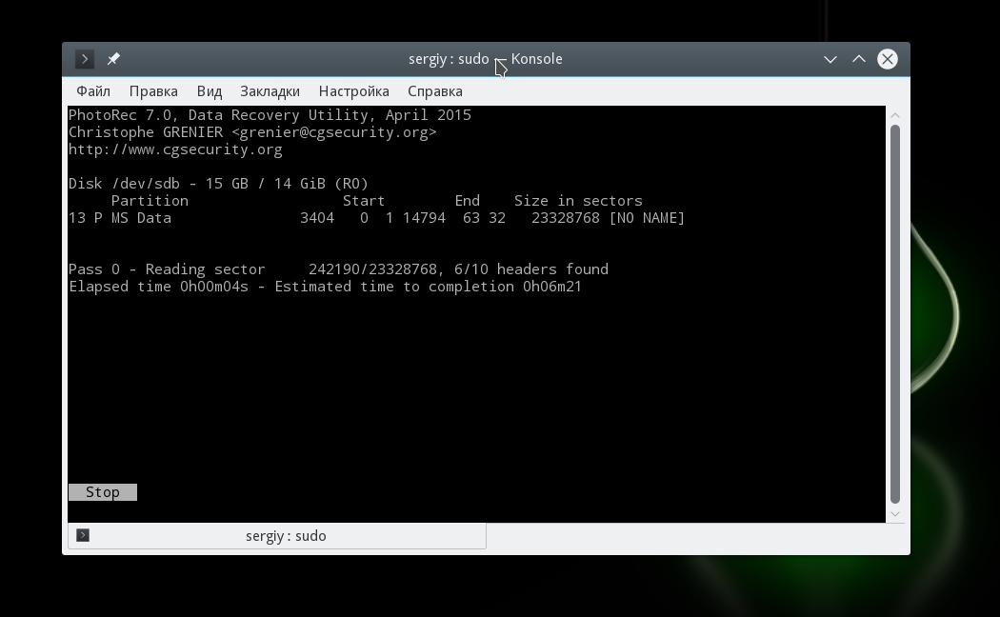 sergiy : sudo — Konsole
Файл Правка Вид Закладки Настройка Справка
PhotoRec 7.0, Data Recovery Utility, April 2015
Christophe GRENIER <grenier@cgsecurity.org>
http://www.cgsecurity.org
Disk /dev/sdb - 15 GB / 14 GiB (RO)
Partition Start End Size in sectors
13 P MS Data 3404 0 1 14794 63 32 23328768 [NO NAME]
Pass 0 - Reading sector 242190/23328768, 6/10 headers found
Elapsed time 0h00m04s - Estimated time to completion 0h06m21
Stop
sergiy : sudo